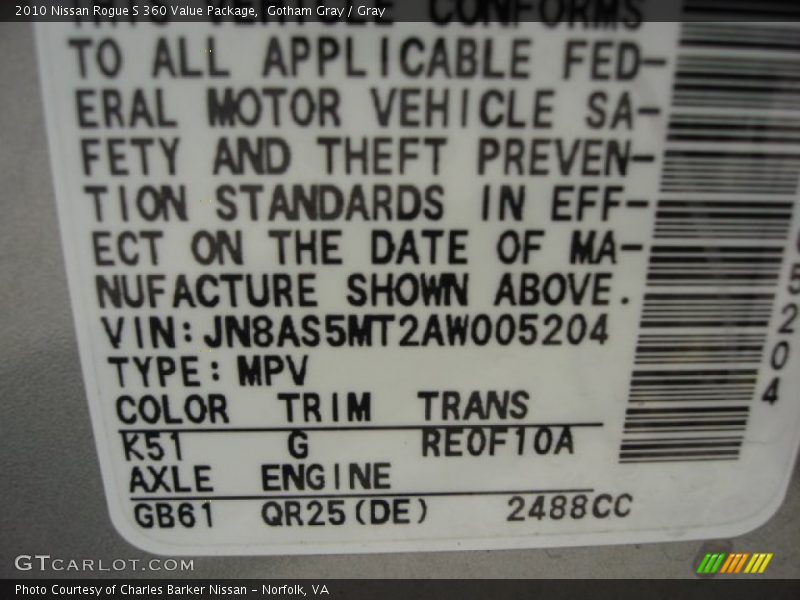 2010 Nissan Rogue S 360 Value Package, Gotham Gray / Gray
CONFORMS
TO ALL APPLICABLE FED-
ERAL MOTOR VEHICLE SA-
FETY AND THEFT PREVEN-
TION STANDARDS IN EFF-
ECT ON THE DATE OF MA-
NUFACTURE SHOWN ABOVE.
VIN:JN8AS5MT2AW005204
TYPE:MPV
COLOR TRIM TRANS
K51 G RE0F10A
AXLE ENGINE
GB61 QR25(DE) 2488CC
5204
GTCARLOT.COM
Photo Courtesy of Charles Barker Nissan - Norfolk, VA